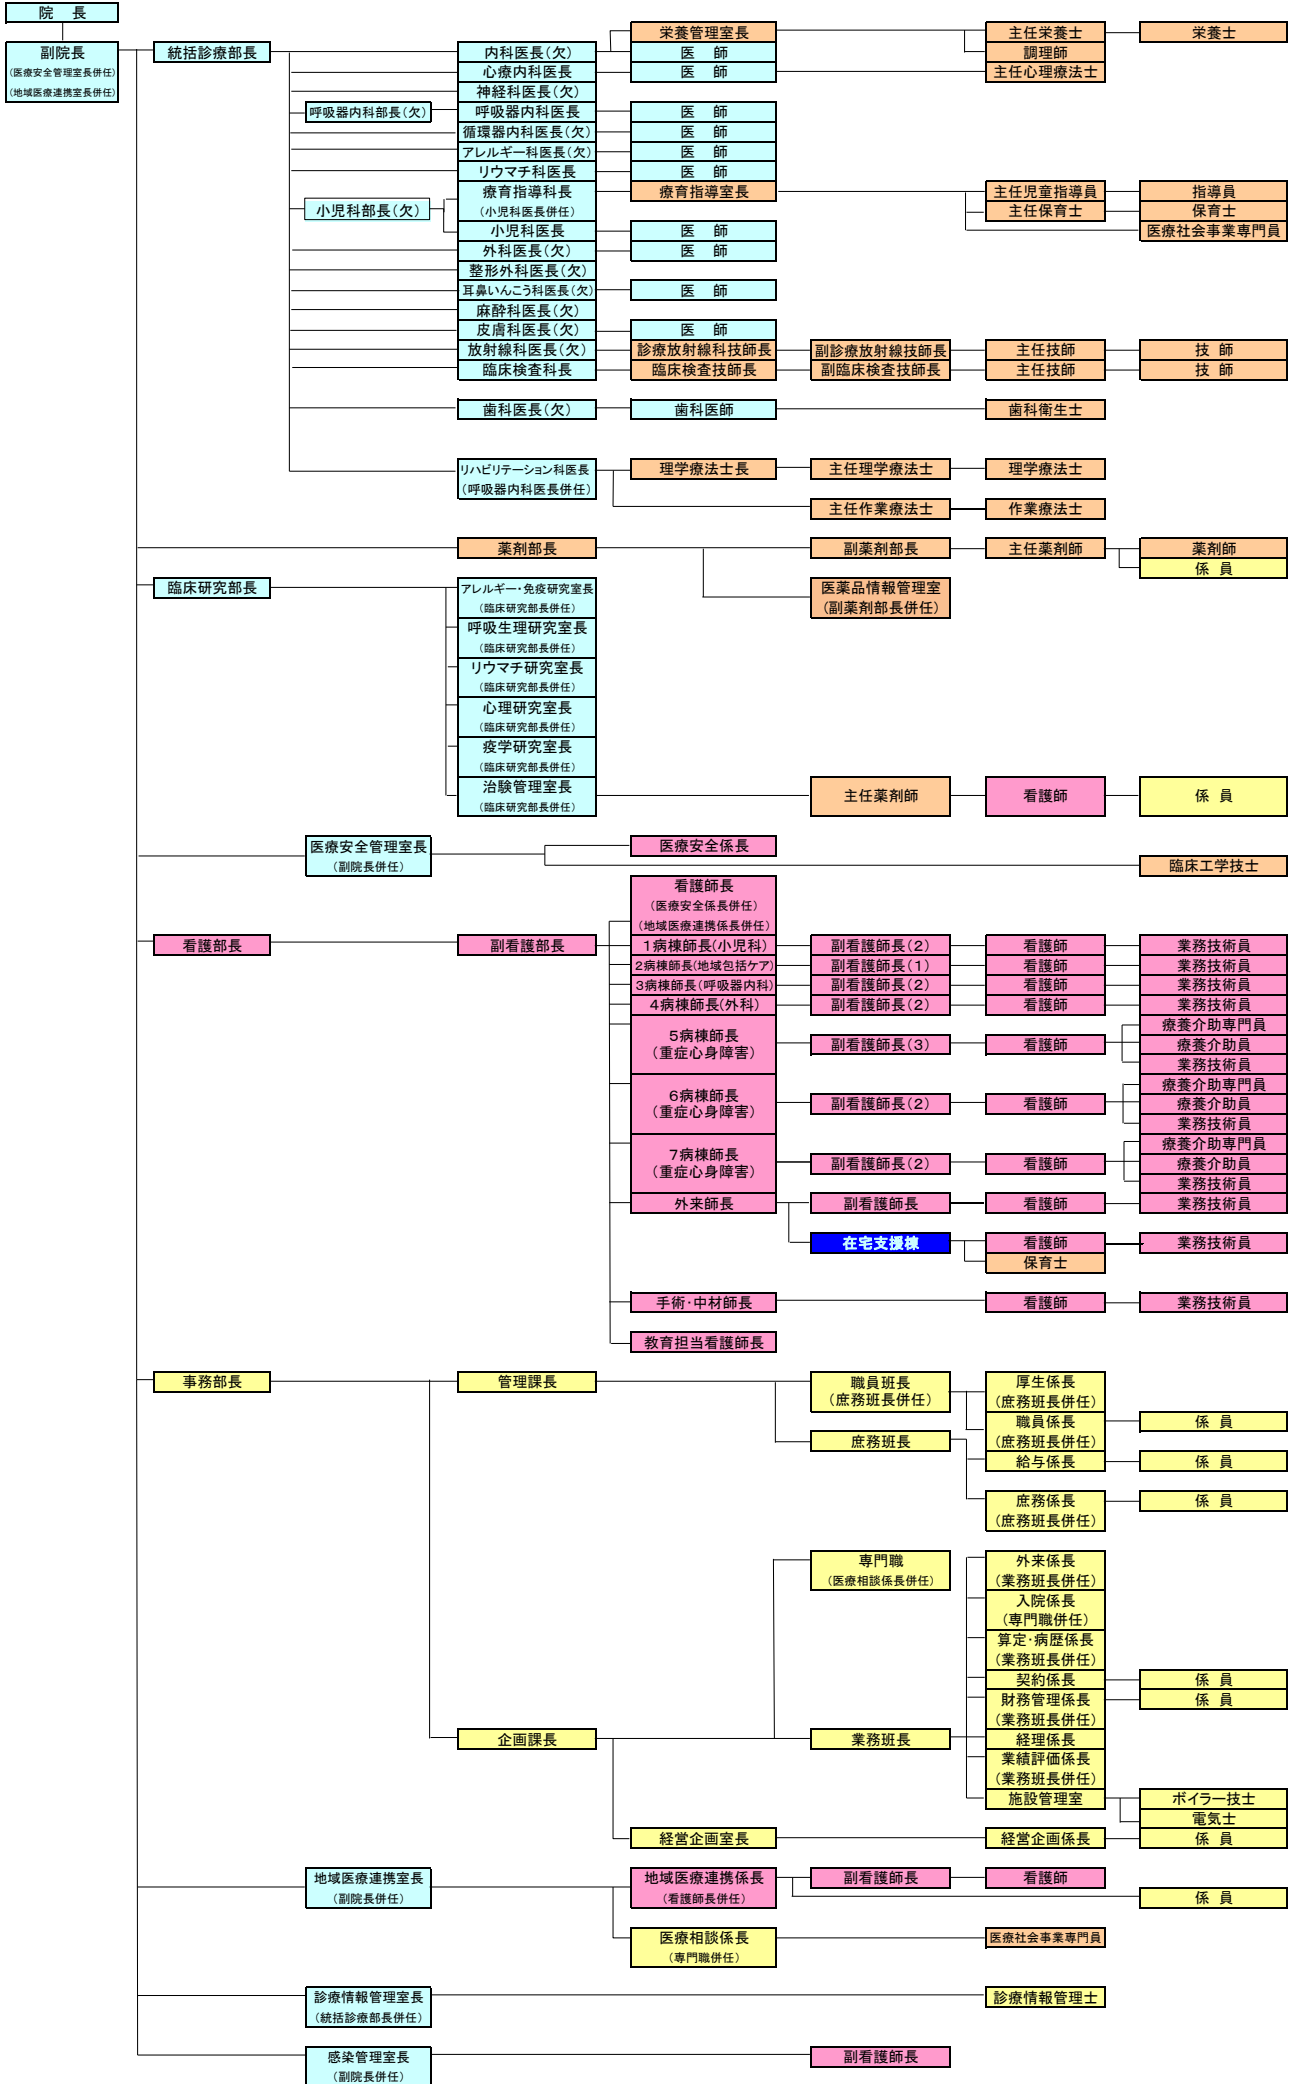 院　長
栄養管理室長 主任栄養士 栄養士
副院長 統括診療部長 内科医長(欠) 医　師 調理師
(医療安全管理室長併任) 心療内科医長 医　師 主任心理療法士
(地域医療連携室長併任) 神経科医長(欠)
呼吸器内科部長(欠) 呼吸器内科医長 医　師
循環器内科医長(欠) 医　師
アレルギー科医長(欠) 医　師
リウマチ科医長 医　師
療育指導科長 療育指導室長 主任児童指導員 指導員
小児科部長(欠) (小児科医長併任) 主任保育士 保育士
小児科医長 医　師 医療社会事業専門員
外科医長(欠) 医　師
整形外科医長(欠)
耳鼻いんこう科医長(欠) 医　師
麻酔科医長(欠)
皮膚科医長(欠) 医　師
放射線科医長(欠) 診療放射線科技師長 副診療放射線技師長 主任技師 技 師
臨床検査科長 臨床検査技師長 副臨床検査技師長 主任技師 技 師
歯科医長(欠) 歯科医師 歯科衛生士
リハビリテーション科医長 理学療法士長 主任理学療法士 理学療法士
(呼吸器内科医長併任)
主任作業療法士 作業療法士
薬剤部長 副薬剤部長 主任薬剤師 薬剤師
係 員
臨床研究部長 アレルギー・免疫研究室長 医薬品情報管理室
(臨床研究部長併任) (副薬剤部長併任)
呼吸生理研究室長
(臨床研究部長併任)
リウマチ研究室長
(臨床研究部長併任)
心理研究室長
(臨床研究部長併任)
疫学研究室長
(臨床研究部長併任)
治験管理室長 主任薬剤師 看護師 係 員
(臨床研究部長併任)
医療安全管理室長 医療安全係長
(副院長併任) 臨床工学技士
看護師長
(医療安全係長併任)
(地域医療連携係長併任)
看護部長 副看護部長 1病棟師長(小児科) 副看護師長(2) 看護師 業務技術員
2病棟師長(地域包括ケア) 副看護師長(1) 看護師 業務技術員
3病棟師長(呼吸器内科) 副看護師長(2) 看護師 業務技術員
4病棟師長(外科) 副看護師長(2) 看護師 業務技術員
療養介助専門員
5病棟師長 副看護師長(3) 看護師 療養介助員
(重症心身障害) 業務技術員
療養介助専門員
6病棟師長 副看護師長(2) 看護師 療養介助員
(重症心身障害) 業務技術員
療養介助専門員
7病棟師長 副看護師長(2) 看護師 療養介助員
(重症心身障害) 業務技術員
外来師長 副看護師長 看護師 業務技術員
在宅支援棟 看護師 業務技術員
保育士
手術・中材師長 看護師 業務技術員
教育担当看護師長
事務部長 管理課長 職員班長 厚生係長
(庶務班長併任) (庶務班長併任)
職員係長 係 員
庶務班長 (庶務班長併任)
給与係長 係 員
庶務係長 係 員
(庶務班長併任)
専門職 外来係長
(医療相談係長併任) (業務班長併任)
入院係長
(専門職併任)
算定・病歴係長
(業務班長併任)
契約係長 係 員
財務管理係長 係 員
(業務班長併任)
企画課長 業務班長 経理係長
業績評価係長
(業務班長併任)
施設管理室 ボイラー技士
電気士
経営企画室長 経営企画係長 係 員
地域医療連携室長 地域医療連携係長 副看護師長 看護師
(副院長併任) (看護師長併任) 係 員
医療相談係長 医療社会事業専門員
(専門職併任)
診療情報管理室長 診療情報管理士
(統括診療部長併任)
感染管理室長 副看護師長
(副院長併任)